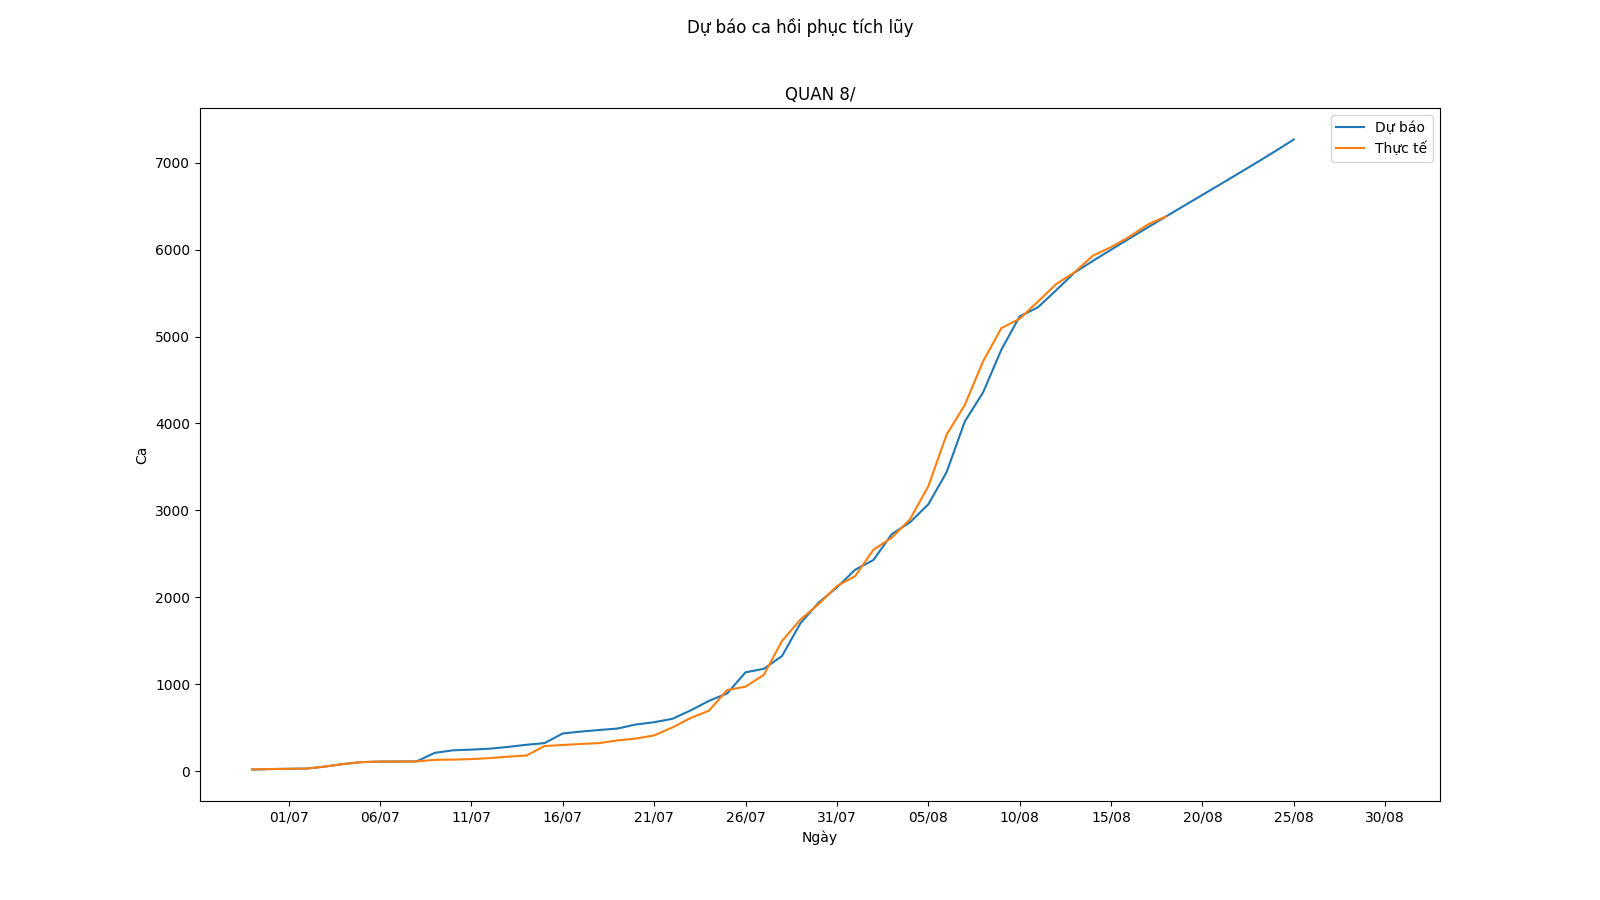 Dự báo ca hồi phục tích lũy
QUAN 8/
Dự báo
Thực tế
7000
6000
5000
4000
3000
2000
1000
0
Ca
01/07 06/07 11/07 16/07 21/07 26/07 31/07 05/08 10/08 15/08 20/08 25/08 30/08
Ngày